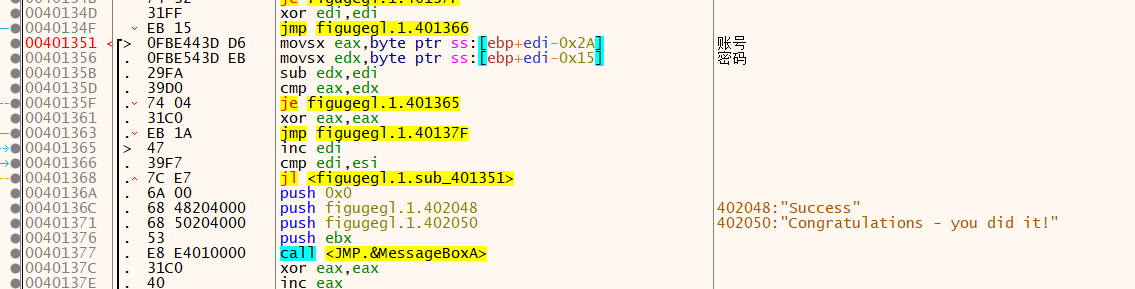 74 32 je figugegl.1.40137F
0040134D . 31FF xor edi,edi
0040134F . EB 15 jmp figugegl.1.401366
00401351 > 0FBE443D D6 movsx eax,byte ptr ss:[ebp+edi-0x2A] 账号
00401356 . 0FBE543D EB movsx edx,byte ptr ss:[ebp+edi-0x15] 密码
0040135B . 29FA sub edx,edi
0040135D . 39D0 cmp eax,edx
0040135F . 74 04 je figugegl.1.401365
00401361 . 31C0 xor eax,eax
00401363 . EB 1A jmp figugegl.1.40137F
00401365 > 47 inc edi
00401366 . 39F7 cmp edi,esi
00401368 . 7C E7 jl <figugegl.1.sub_401351>
0040136A . 6A 00 push 0x0
0040136C . 68 48204000 push figugegl.1.402048 402048:"Success"
00401371 . 68 50204000 push figugegl.1.402050 402050:"Congratulations - you did it!"
00401376 . 53 push ebx
00401377 . E8 E4010000 call <JMP.&MessageBoxA>
0040137C . 31C0 xor eax,eax
0040137E . 40 inc eax